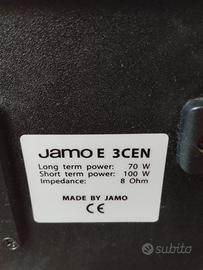 Jamo E 3CEN
Long term power: 70 W
Short term power: 100 W
Impedance: 8 Ohm
MADE BY JAMO
CE
subito